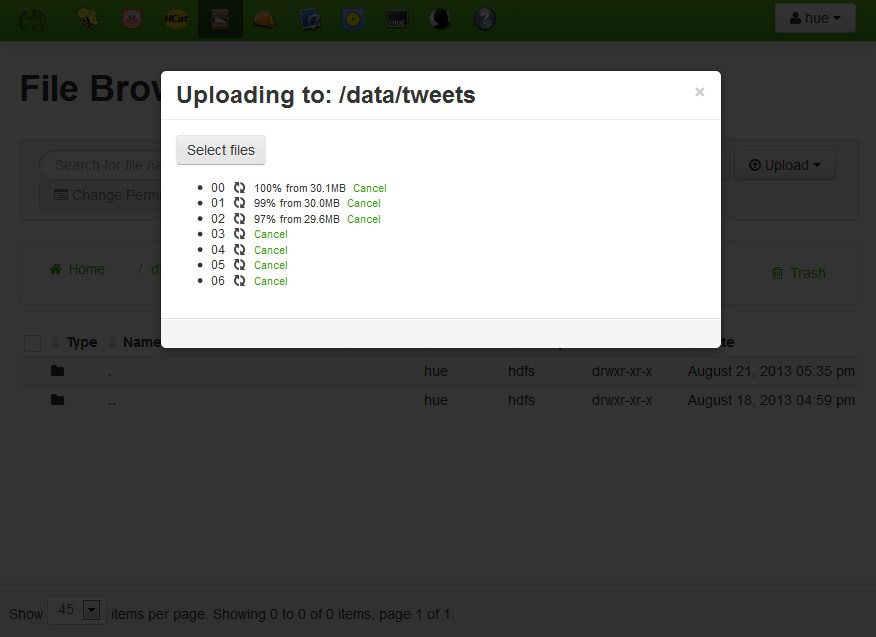 HCat HUE ? hue
File Brow
Uploading to: /data/tweets ×
Select files
Search for file na
Upload
Change Perm
00 100% from 30.1MB Cancel
01 99% from 30.0MB Cancel
02 97% from 29.6MB Cancel
03 Cancel
04 Cancel
05 Cancel
06 Cancel
Home / d
Trash
Type Name
. hue hdfs drwxr-xr-x August 21, 2013 05:35 pm
.. hue hdfs drwxr-xr-x August 18, 2013 04:59 pm
Show 45 items per page. Showing 0 to 0 of 0 items, page 1 of 1.